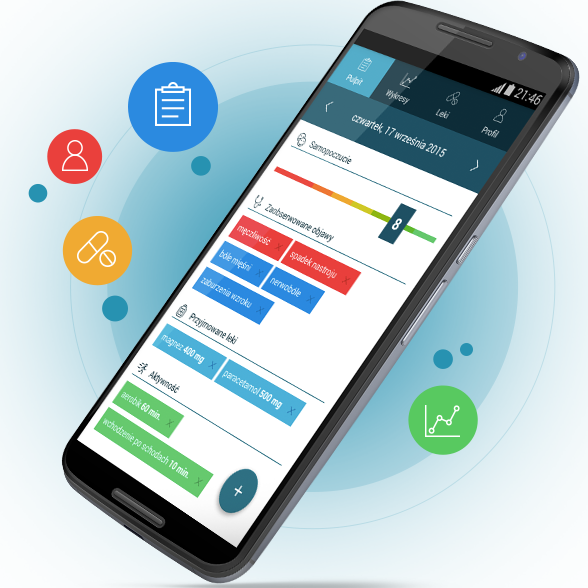 21:46
Pulpit
Wykresy
Leki
Profil
czwartek, 17 września 2015
Samopoczucie
8
Zaobserwowane objawy
męczliwość X
spadek nastroju X
bóle mięśni X
nerwobóle X
zaburzenia wzroku X
Przyjmowane leki
magnez 400 mg X
paracetamol 500 mg X
Aktywność
aerobik 60 min. X
wchodzenie po schodach 10 min. X
+